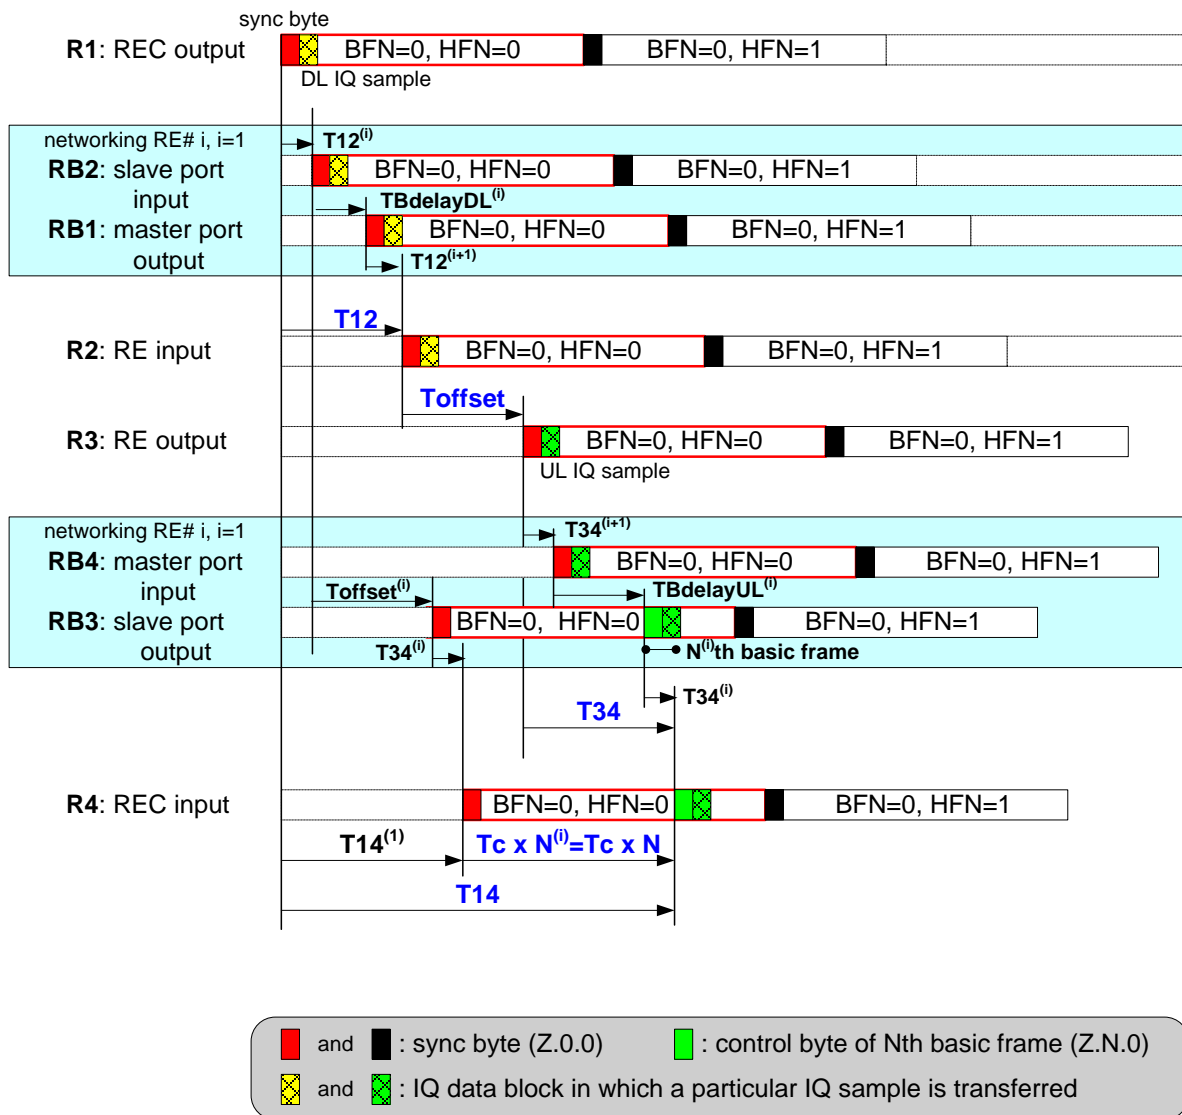 sync byte
R1: REC output
BFN=0, HFN=0
BFN=0, HFN=1
DL IQ sample
networking RE# i, i=1
T12(i)
RB2: slave port
input
BFN=0, HFN=0
BFN=0, HFN=1
TBdelayDL(i)
RB1: master port
output
BFN=0, HFN=0
BFN=0, HFN=1
T12(i+1)
T12
R2: RE input
BFN=0, HFN=0
BFN=0, HFN=1
Toffset
R3: RE output
BFN=0, HFN=0
BFN=0, HFN=1
UL IQ sample
networking RE# i, i=1
T34(i+1)
RB4: master port
input
BFN=0, HFN=0
BFN=0, HFN=1
Toffset(i)
TBdelayUL(i)
RB3: slave port
output
BFN=0, HFN=0
BFN=0, HFN=1
T34(i)
N(i)th basic frame
T34(i)
T34
R4: REC input
BFN=0, HFN=0
BFN=0, HFN=1
T14(1)
Tc x N(i)=Tc x N
T14
and : sync byte (Z.0.0)
: control byte of Nth basic frame (Z.N.0)
and : IQ data block in which a particular IQ sample is transferred